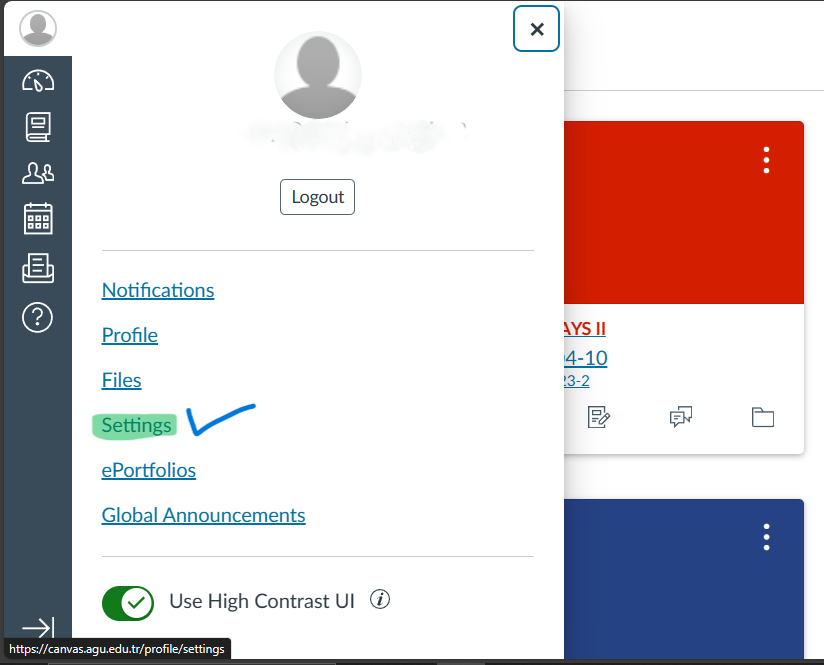 Logout
Notifications
Profile
Files
Settings
ePortfolios
Global Announcements
Use High Contrast UI
AYS II
4-10
23-2
https://canvas.agu.edu.tr/profile/settings